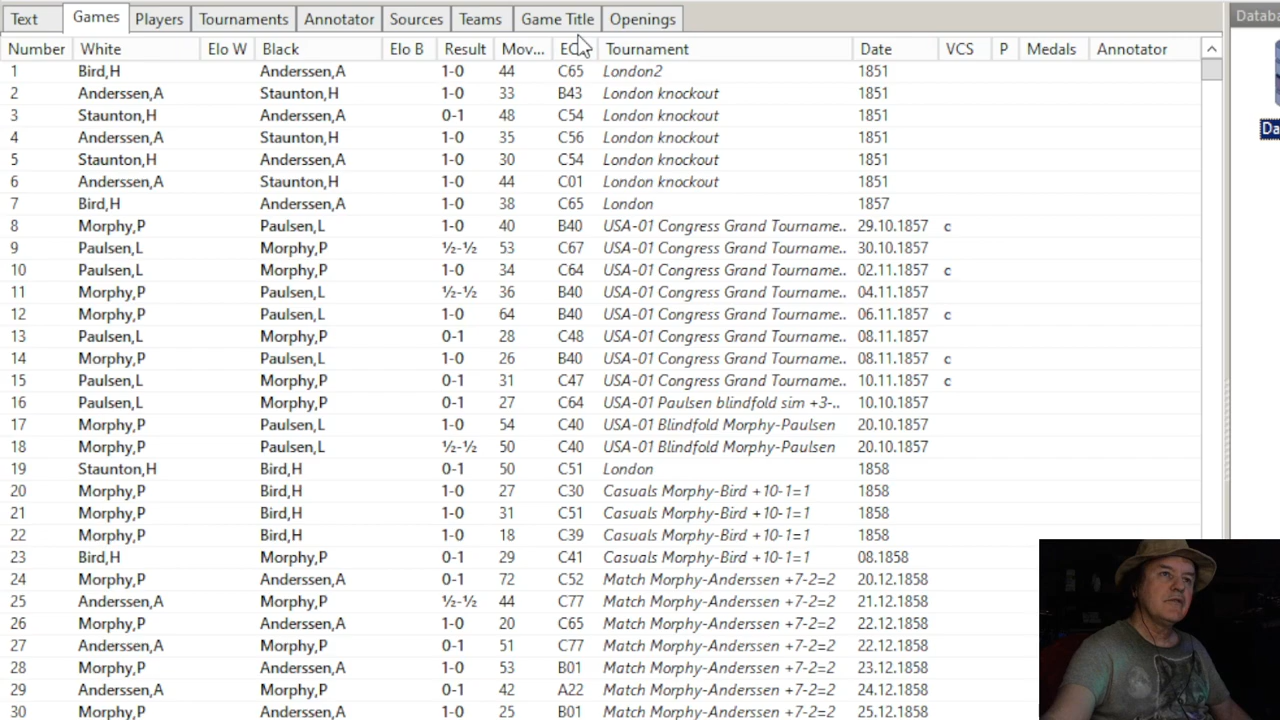 Text Games Players Tournaments Annotator Sources Teams Game Title Openings Databa
Number White Elo W Black Elo B Result Mov... EC Tournament Date VCS P Medals Annotator
1 Bird,H Anderssen,A 1-0 44 C65 London2 1851
2 Anderssen,A Staunton,H 1-0 33 B43 London knockout 1851
Da
3 Staunton,H Anderssen,A 0-1 48 C54 London knockout 1851
4 Anderssen,A Staunton,H 1-0 35 C56 London knockout 1851
5 Staunton,H Anderssen,A 1-0 30 C54 London knockout 1851
6 Anderssen,A Staunton,H 1-0 44 C01 London knockout 1851
7 Bird,H Anderssen,A 1-0 38 C65 London 1857
8 Morphy,P Paulsen,L 1-0 40 B40 USA-01 Congress Grand Tourname.. 29.10.1857 c
9 Paulsen,L Morphy,P ½-½ 53 C67 USA-01 Congress Grand Tourname.. 30.10.1857
10 Paulsen,L Morphy,P 1-0 34 C64 USA-01 Congress Grand Tourname.. 02.11.1857 c
11 Morphy,P Paulsen,L ½-½ 36 B40 USA-01 Congress Grand Tourname.. 04.11.1857
12 Morphy,P Paulsen,L 1-0 64 B40 USA-01 Congress Grand Tourname.. 06.11.1857 c
13 Paulsen,L Morphy,P 0-1 28 C48 USA-01 Congress Grand Tourname.. 08.11.1857
14 Morphy,P Paulsen,L 1-0 26 B40 USA-01 Congress Grand Tourname.. 08.11.1857 c
15 Paulsen,L Morphy,P 0-1 31 C47 USA-01 Congress Grand Tourname.. 10.11.1857 c
16 Paulsen,L Morphy,P 0-1 27 C64 USA-01 Paulsen blindfold sim +3-.. 10.10.1857
17 Morphy,P Paulsen,L 1-0 54 C40 USA-01 Blindfold Morphy-Paulsen 20.10.1857
18 Morphy,P Paulsen,L ½-½ 50 C40 USA-01 Blindfold Morphy-Paulsen 20.10.1857
19 Staunton,H Bird,H 0-1 50 C51 London 1858
20 Morphy,P Bird,H 1-0 27 C30 Casuals Morphy-Bird +10-1=1 1858
21 Morphy,P Bird,H 1-0 31 C51 Casuals Morphy-Bird +10-1=1 1858
22 Morphy,P Bird,H 1-0 18 C39 Casuals Morphy-Bird +10-1=1 1858
23 Bird,H Morphy,P 0-1 29 C41 Casuals Morphy-Bird +10-1=1 08.1858
24 Morphy,P Anderssen,A 0-1 72 C52 Match Morphy-Anderssen +7-2=2 20.12.1858
25 Anderssen,A Morphy,P ½-½ 44 C77 Match Morphy-Anderssen +7-2=2 21.12.1858
26 Morphy,P Anderssen,A 1-0 20 C65 Match Morphy-Anderssen +7-2=2 22.12.1858
27 Anderssen,A Morphy,P 0-1 51 C77 Match Morphy-Anderssen +7-2=2 22.12.1858
28 Morphy,P Anderssen,A 1-0 53 B01 Match Morphy-Anderssen +7-2=2 23.12.1858
29 Anderssen,A Morphy,P 0-1 42 A22 Match Morphy-Anderssen +7-2=2 24.12.1858
30 Morphy,P Anderssen,A 1-0 25 B01 Match Morphy-Anderssen +7-2=2 25.12.1858